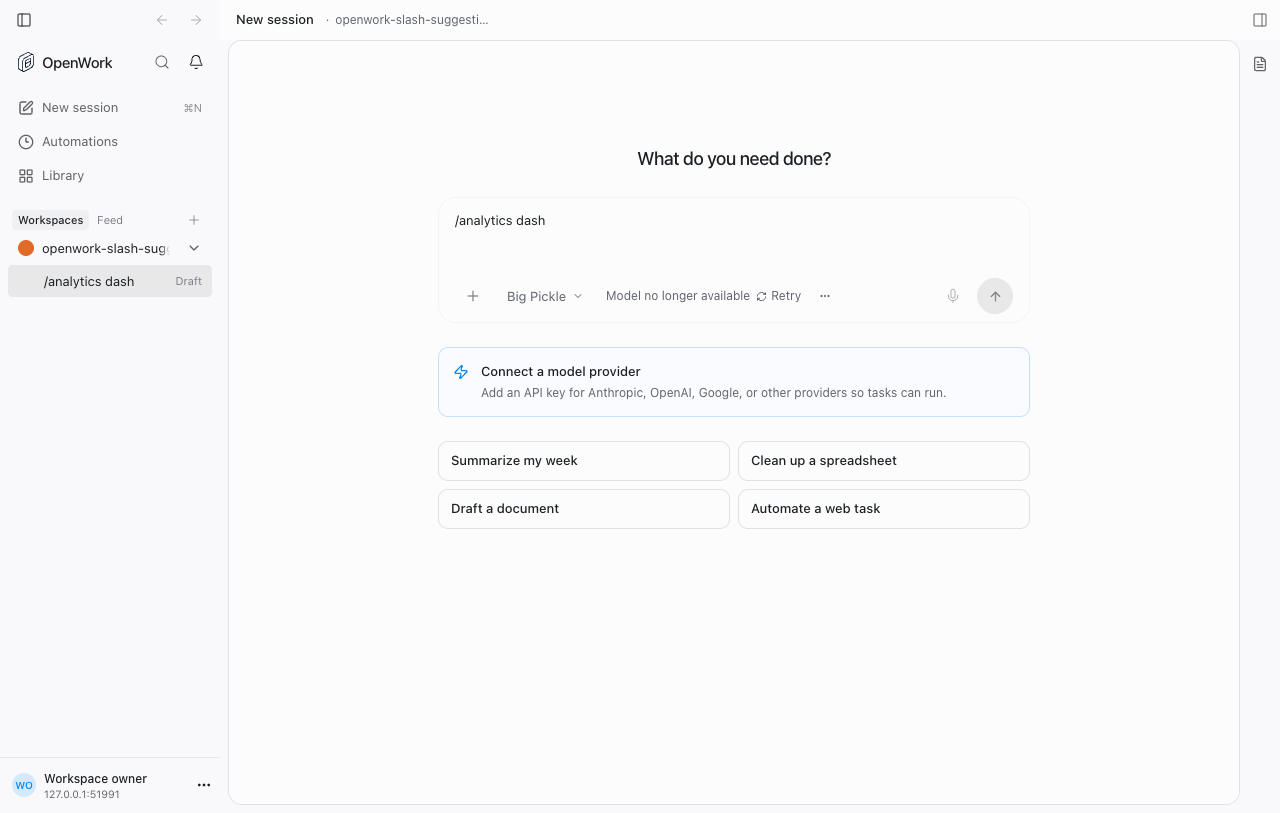 New session · openwork-slash-suggesti...
OpenWork
New session ⌘N
Automations
Library
Workspaces Feed
openwork-slash-sug
/analytics dash Draft
What do you need done?
/analytics dash
Big Pickle Model no longer available Retry
Connect a model provider
Add an API key for Anthropic, OpenAI, Google, or other providers so tasks can run.
Summarize my week
Clean up a spreadsheet
Draft a document
Automate a web task
WO Workspace owner
127.0.0.1:51991